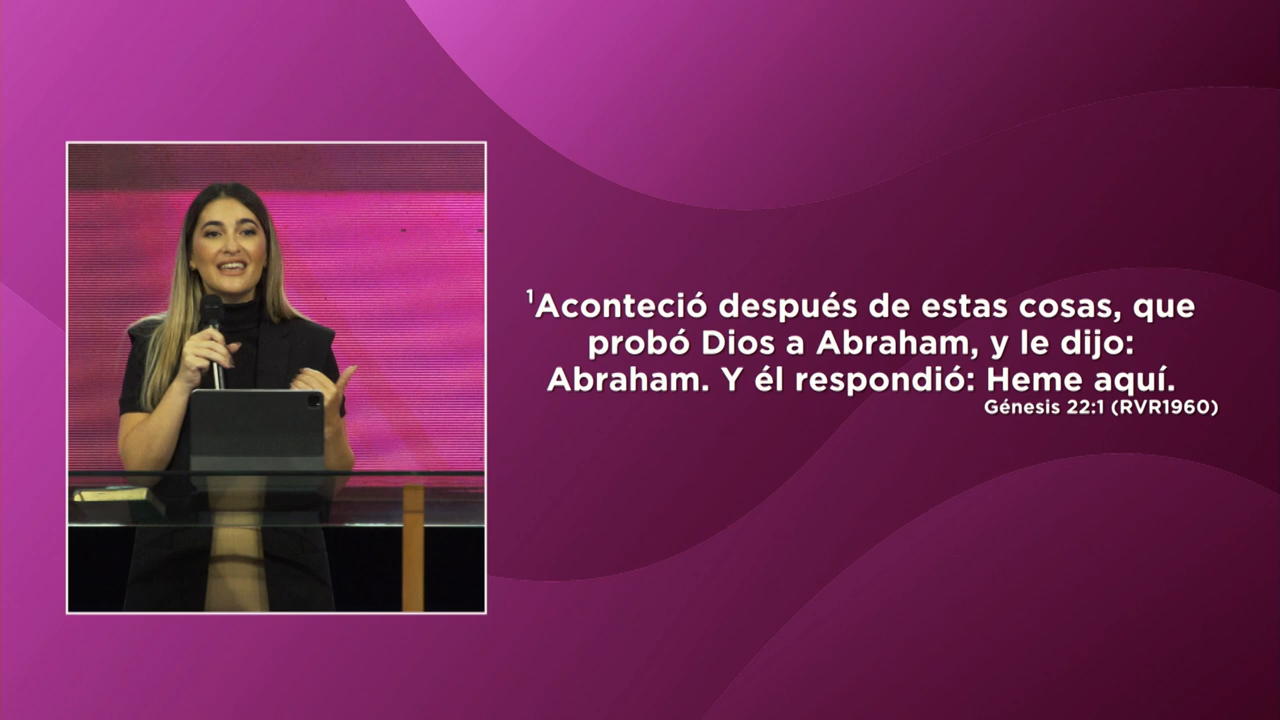 ¹Aconteció después de estas cosas, que
probó Dios a Abraham, y le dijo:
Abraham. Y él respondió: Heme aquí.
Génesis 22:1 (RVR1960)